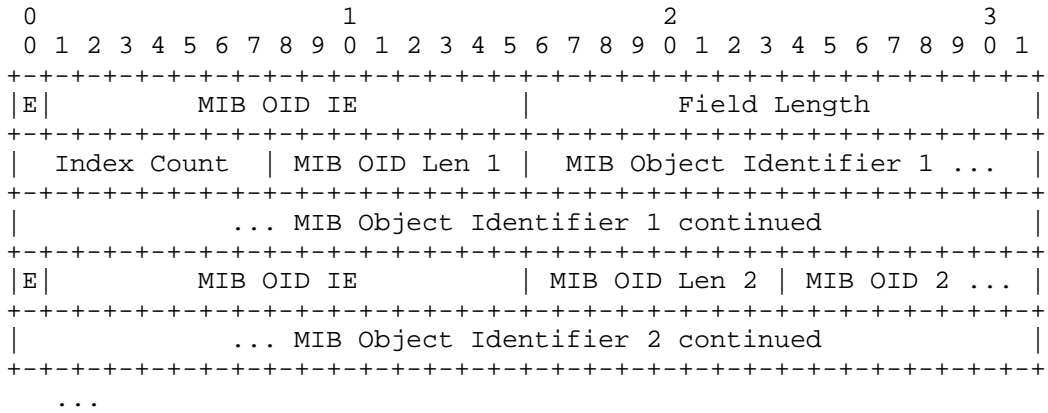 0                   1                   2                   3
 0 1 2 3 4 5 6 7 8 9 0 1 2 3 4 5 6 7 8 9 0 1 2 3 4 5 6 7 8 9 0 1
+-+-+-+-+-+-+-+-+-+-+-+-+-+-+-+-+-+-+-+-+-+-+-+-+-+-+-+-+-+-+-+-+
|E|         MIB OID IE          |         Field Length          |
+-+-+-+-+-+-+-+-+-+-+-+-+-+-+-+-+-+-+-+-+-+-+-+-+-+-+-+-+-+-+-+-+
|  Index Count  | MIB OID Len 1 |  MIB Object Identifier 1 ...  |
+-+-+-+-+-+-+-+-+-+-+-+-+-+-+-+-+-+-+-+-+-+-+-+-+-+-+-+-+-+-+-+-+
|             ... MIB Object Identifier 1 continued             |
+-+-+-+-+-+-+-+-+-+-+-+-+-+-+-+-+-+-+-+-+-+-+-+-+-+-+-+-+-+-+-+-+
|E|         MIB OID IE          | MIB OID Len 2 | MIB OID 2 ... |
+-+-+-+-+-+-+-+-+-+-+-+-+-+-+-+-+-+-+-+-+-+-+-+-+-+-+-+-+-+-+-+-+
|             ... MIB Object Identifier 2 continued             |
+-+-+-+-+-+-+-+-+-+-+-+-+-+-+-+-+-+-+-+-+-+-+-+-+-+-+-+-+-+-+-+-+
   ...